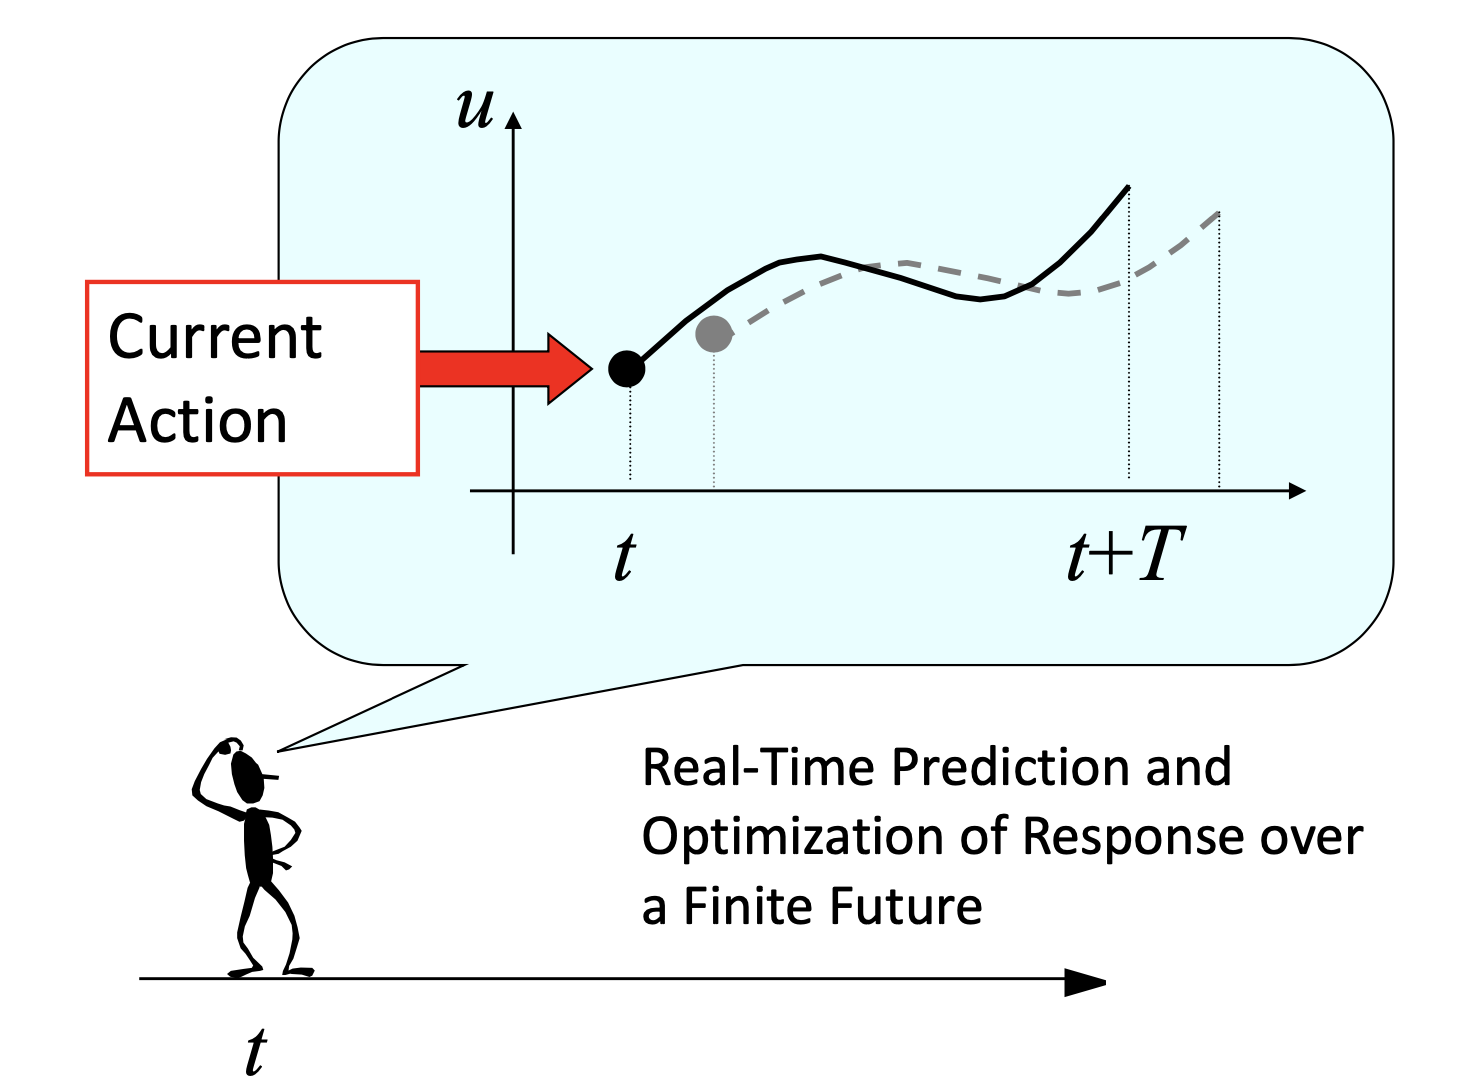 u
Current
Action
t
t+T
Real-Time Prediction and
Optimization of Response over
a Finite Future
t